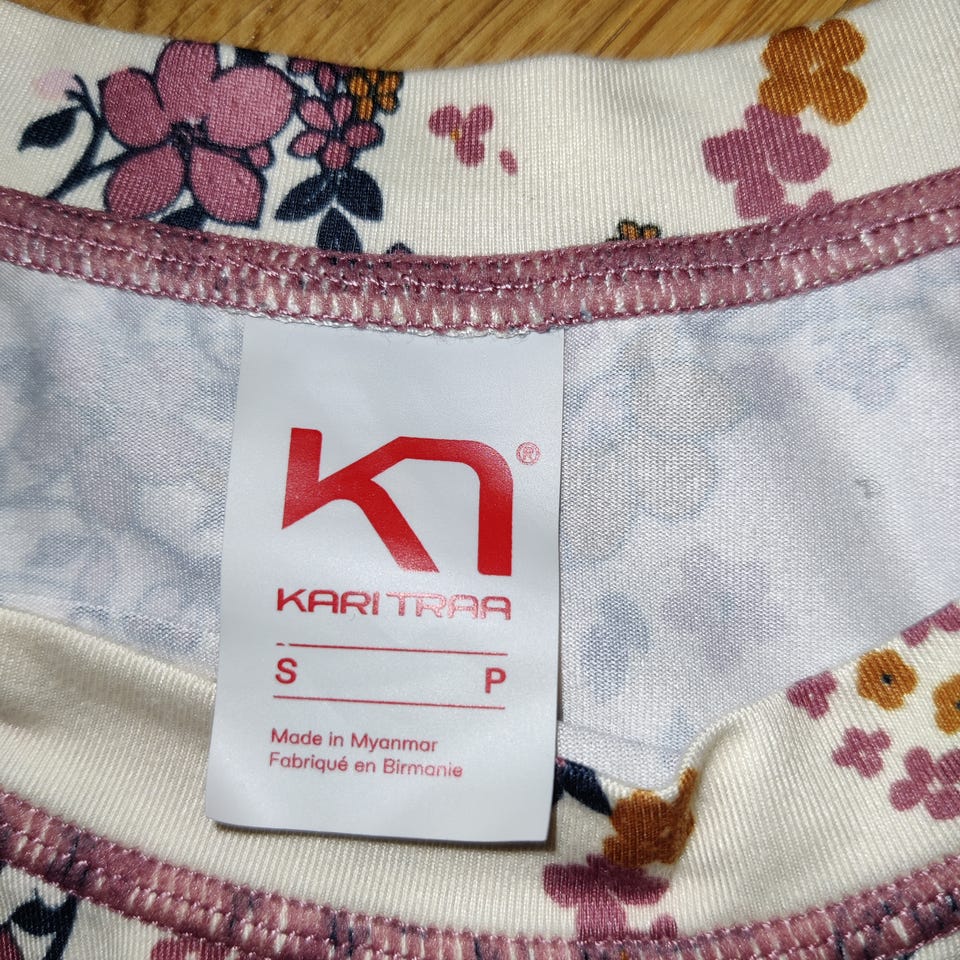 KARI TRAA
®
S P
Made in Myanmar
Fabriqué en Birmanie